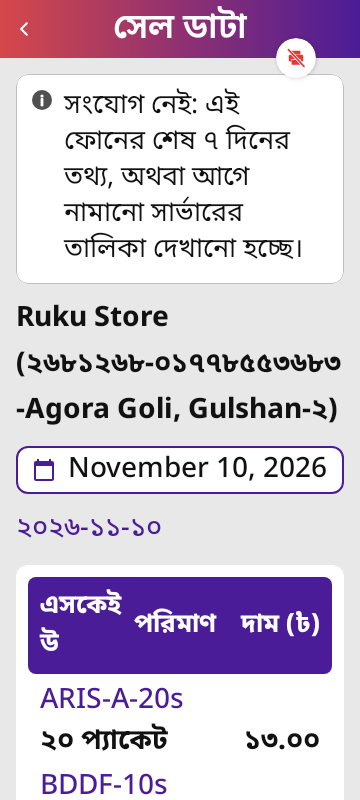 সেল ডাটা
সংযোগ নেই: এই
ফোনের শেষ ৭ দিনের
তথ্য, অথবা আগে
নামানো সার্ভারের
তালিকা দেখানো হচ্ছে।
Ruku Store
(২৬৮১২৬৮-০১৭৭৮৫৫৩৬৮৩
-Agora Goli, Gulshan-২)
November 10, 2026
২০২৬-১১-১০
এসকেই
উ পরিমাণ দাম (৳)
ARIS-A-20s
২০ প্যাকেট ১৩.০০
BDDF-10s